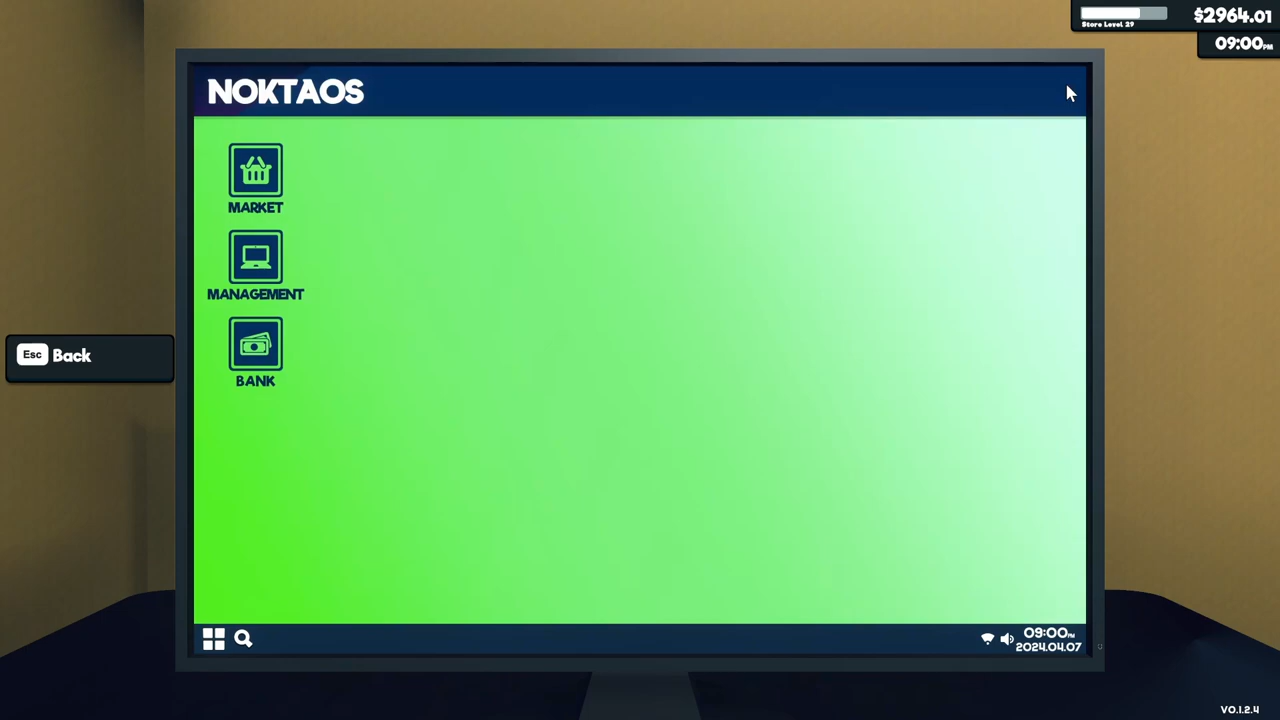 $2964.01
Store Level 29
09:00PM
NOKTAOS
MARKET
MANAGEMENT
Esc Back
BANK
09:00PM
2024.04.07
V0.1.2.4